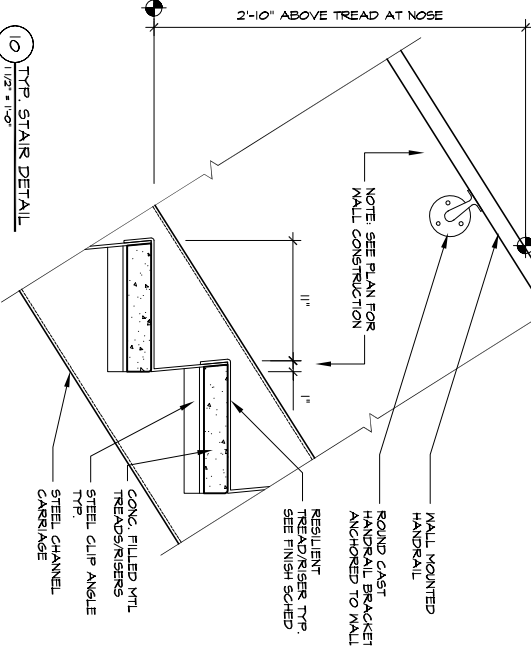 2'-10" ABOVE TREAD AT NOSE
NOTE: SEE PLAN FOR
WALL CONSTRUCTION
11"
1"
WALL MOUNTED
HANDRAIL
ROUND CAST
HANDRAIL BRACKET
ANCHORED TO WALL
RESILIENT
TREAD/RISER TYP.
SEE FINISH SCHED
CONC. FILLED MTL
TREADS/RISERS
STEEL CLIP ANGLE
TYP.
STEEL CHANNEL
CARRIAGE
10
TYP. STAIR DETAIL
1 1/2" = 1'-0"